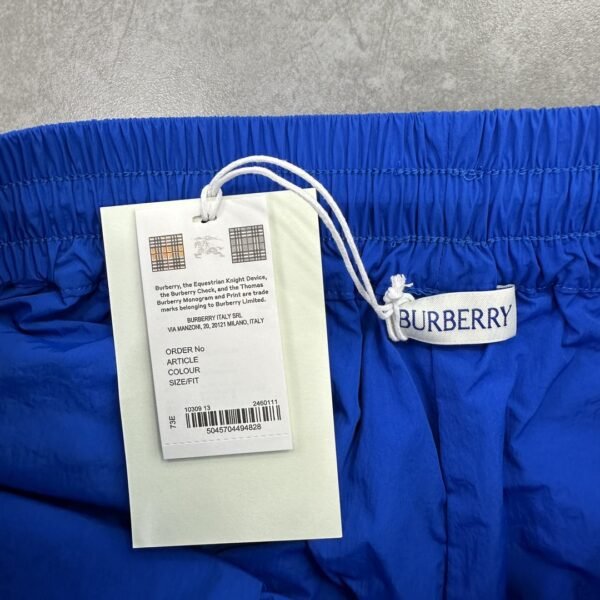 Burberry, the Equestrian Knight Device,
the Burberry Check, and the Thomas
Burberry Monogram and Print are trade
marks belonging to Burberry Limited.
BURBERRY ITALY SRL
VIA MANZONI, 20, 20121 MILANO, ITALY
ORDER No
ARTICLE
COLOUR
SIZE/FIT
73E
10309 13 2460111
5045704494828
BURBERRY